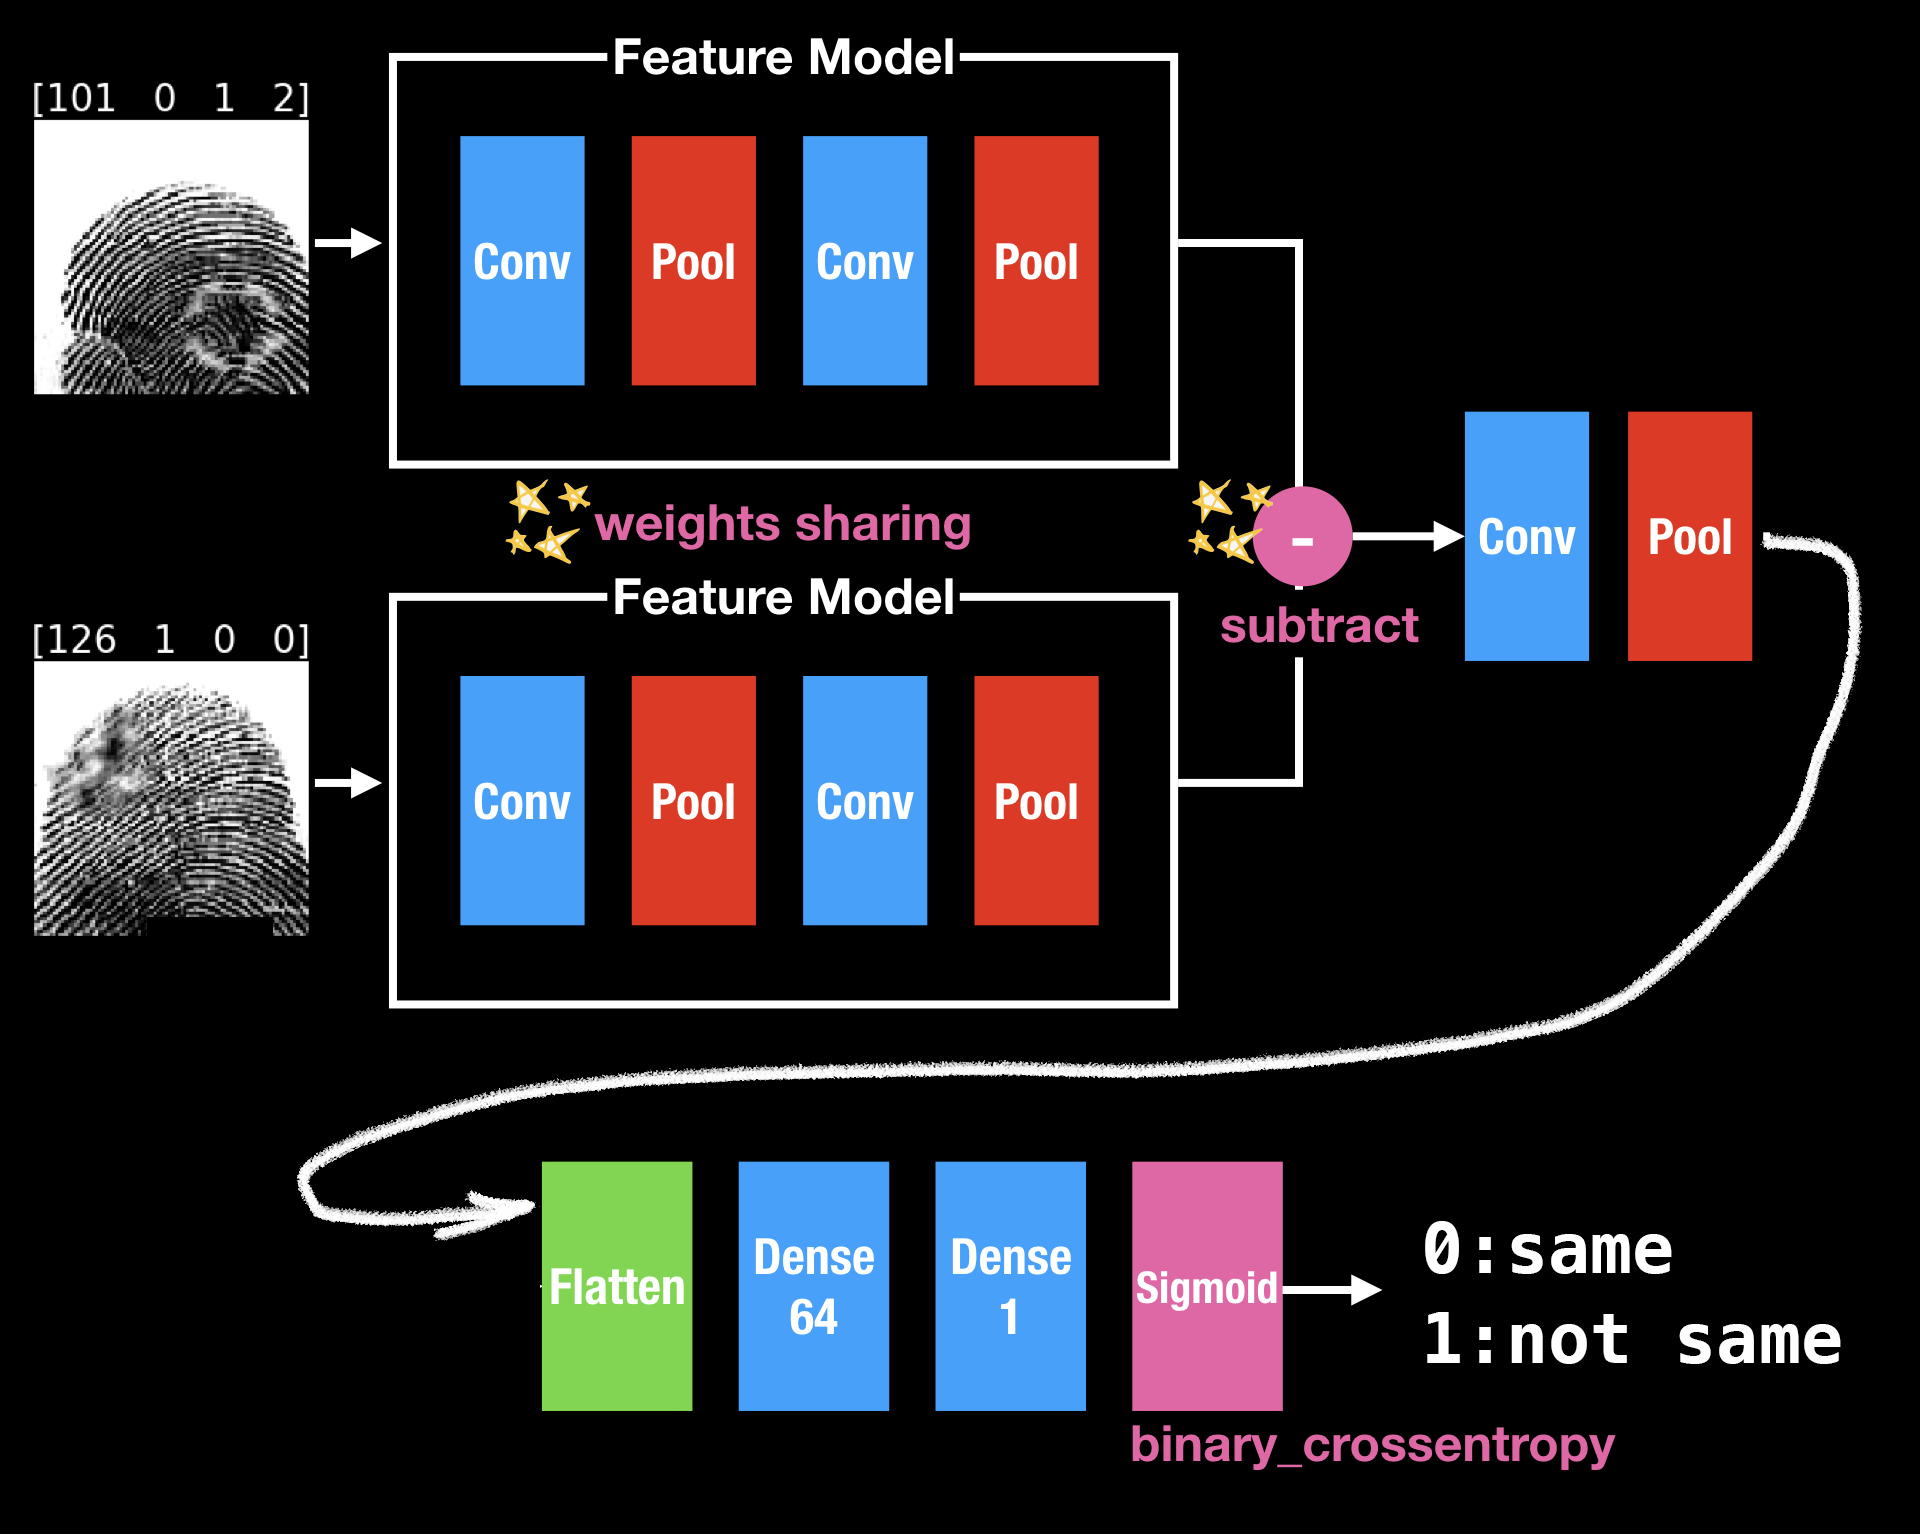 Feature Model
[101 0 1 2]
Conv
Pool
Conv
Pool
weights sharing
-
subtract
Conv
Pool
Feature Model
[126 1 0 0]
Conv
Pool
Conv
Pool
Flatten
Dense
64
Dense
1
Sigmoid
0:same
1:not same
binary_crossentropy